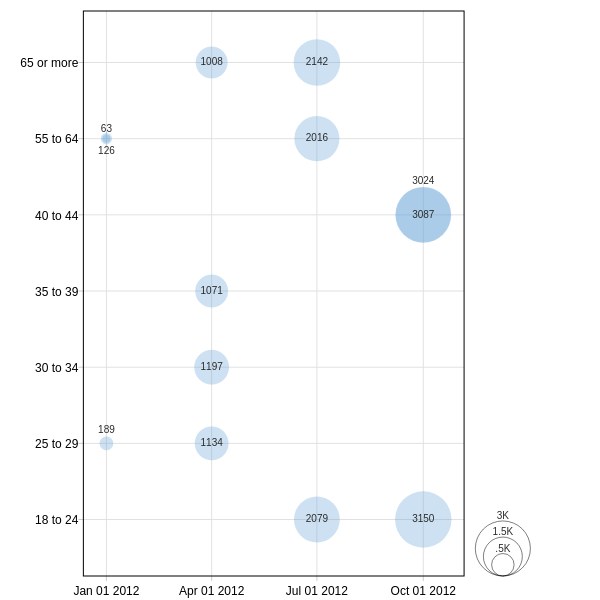 65 or more
1008
2142
63
55 to 64
2016
126
3024
40 to 44
3087
35 to 39
1071
30 to 34
1197
189
25 to 29
1134
18 to 24
2079
3150
3K
1.5K
.5K
Jan 01 2012
Apr 01 2012
Jul 01 2012
Oct 01 2012